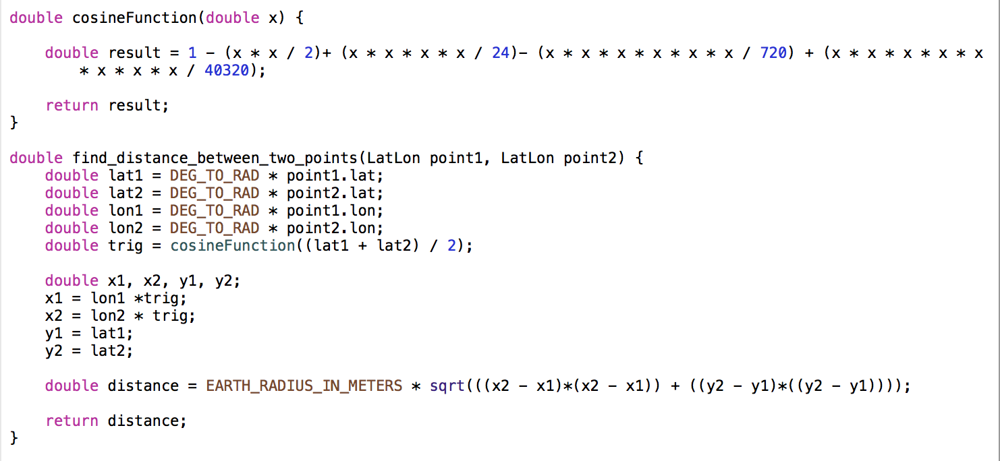 double cosineFunction(double x) {
double result = 1 - (x * x / 2)+ (x * x * x * x / 24)- (x * x * x * x * x * x / 720) + (x * x * x * x * x
* x * x * x / 40320);
return result;
}
double find_distance_between_two_points(LatLon point1, LatLon point2) {
double lat1 = DEG_TO_RAD * point1.lat;
double lat2 = DEG_TO_RAD * point2.lat;
double lon1 = DEG_TO_RAD * point1.lon;
double lon2 = DEG_TO_RAD * point2.lon;
double trig = cosineFunction((lat1 + lat2) / 2);
double x1, x2, y1, y2;
x1 = lon1 *trig;
x2 = lon2 * trig;
y1 = lat1;
y2 = lat2;
double distance = EARTH_RADIUS_IN_METERS * sqrt(((x2 - x1)*(x2 - x1)) + ((y2 - y1)*((y2 - y1))));
return distance;
}